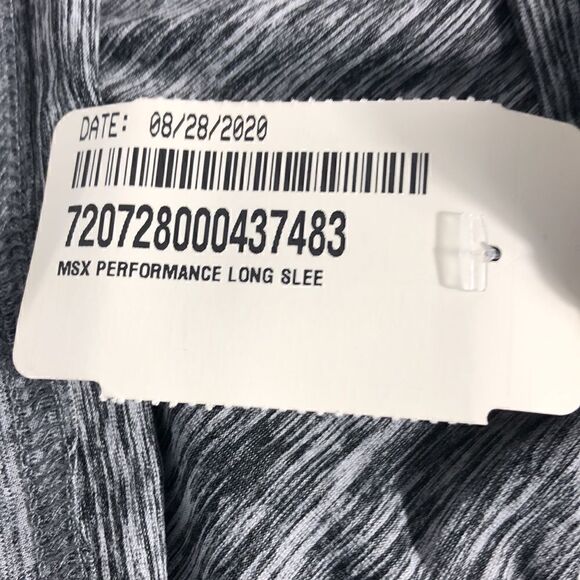 DATE: 08/28/2020
720728000437483
MSX PERFORMANCE LONG SLEE